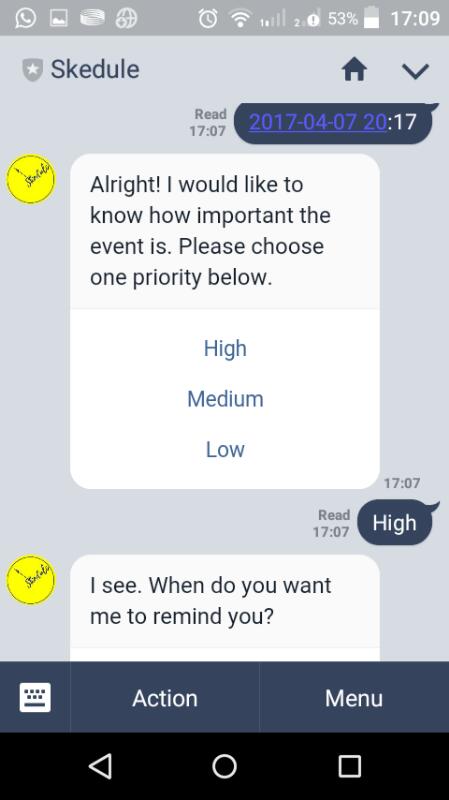 53% 17:09
Skedule
Read
17:07
2017-04-07 20:17
Alright! I would like to
know how important the
event is. Please choose
one priority below.
High
Medium
Low
17:07
Read
17:07
High
I see. When do you want
me to remind you?
Action
Menu